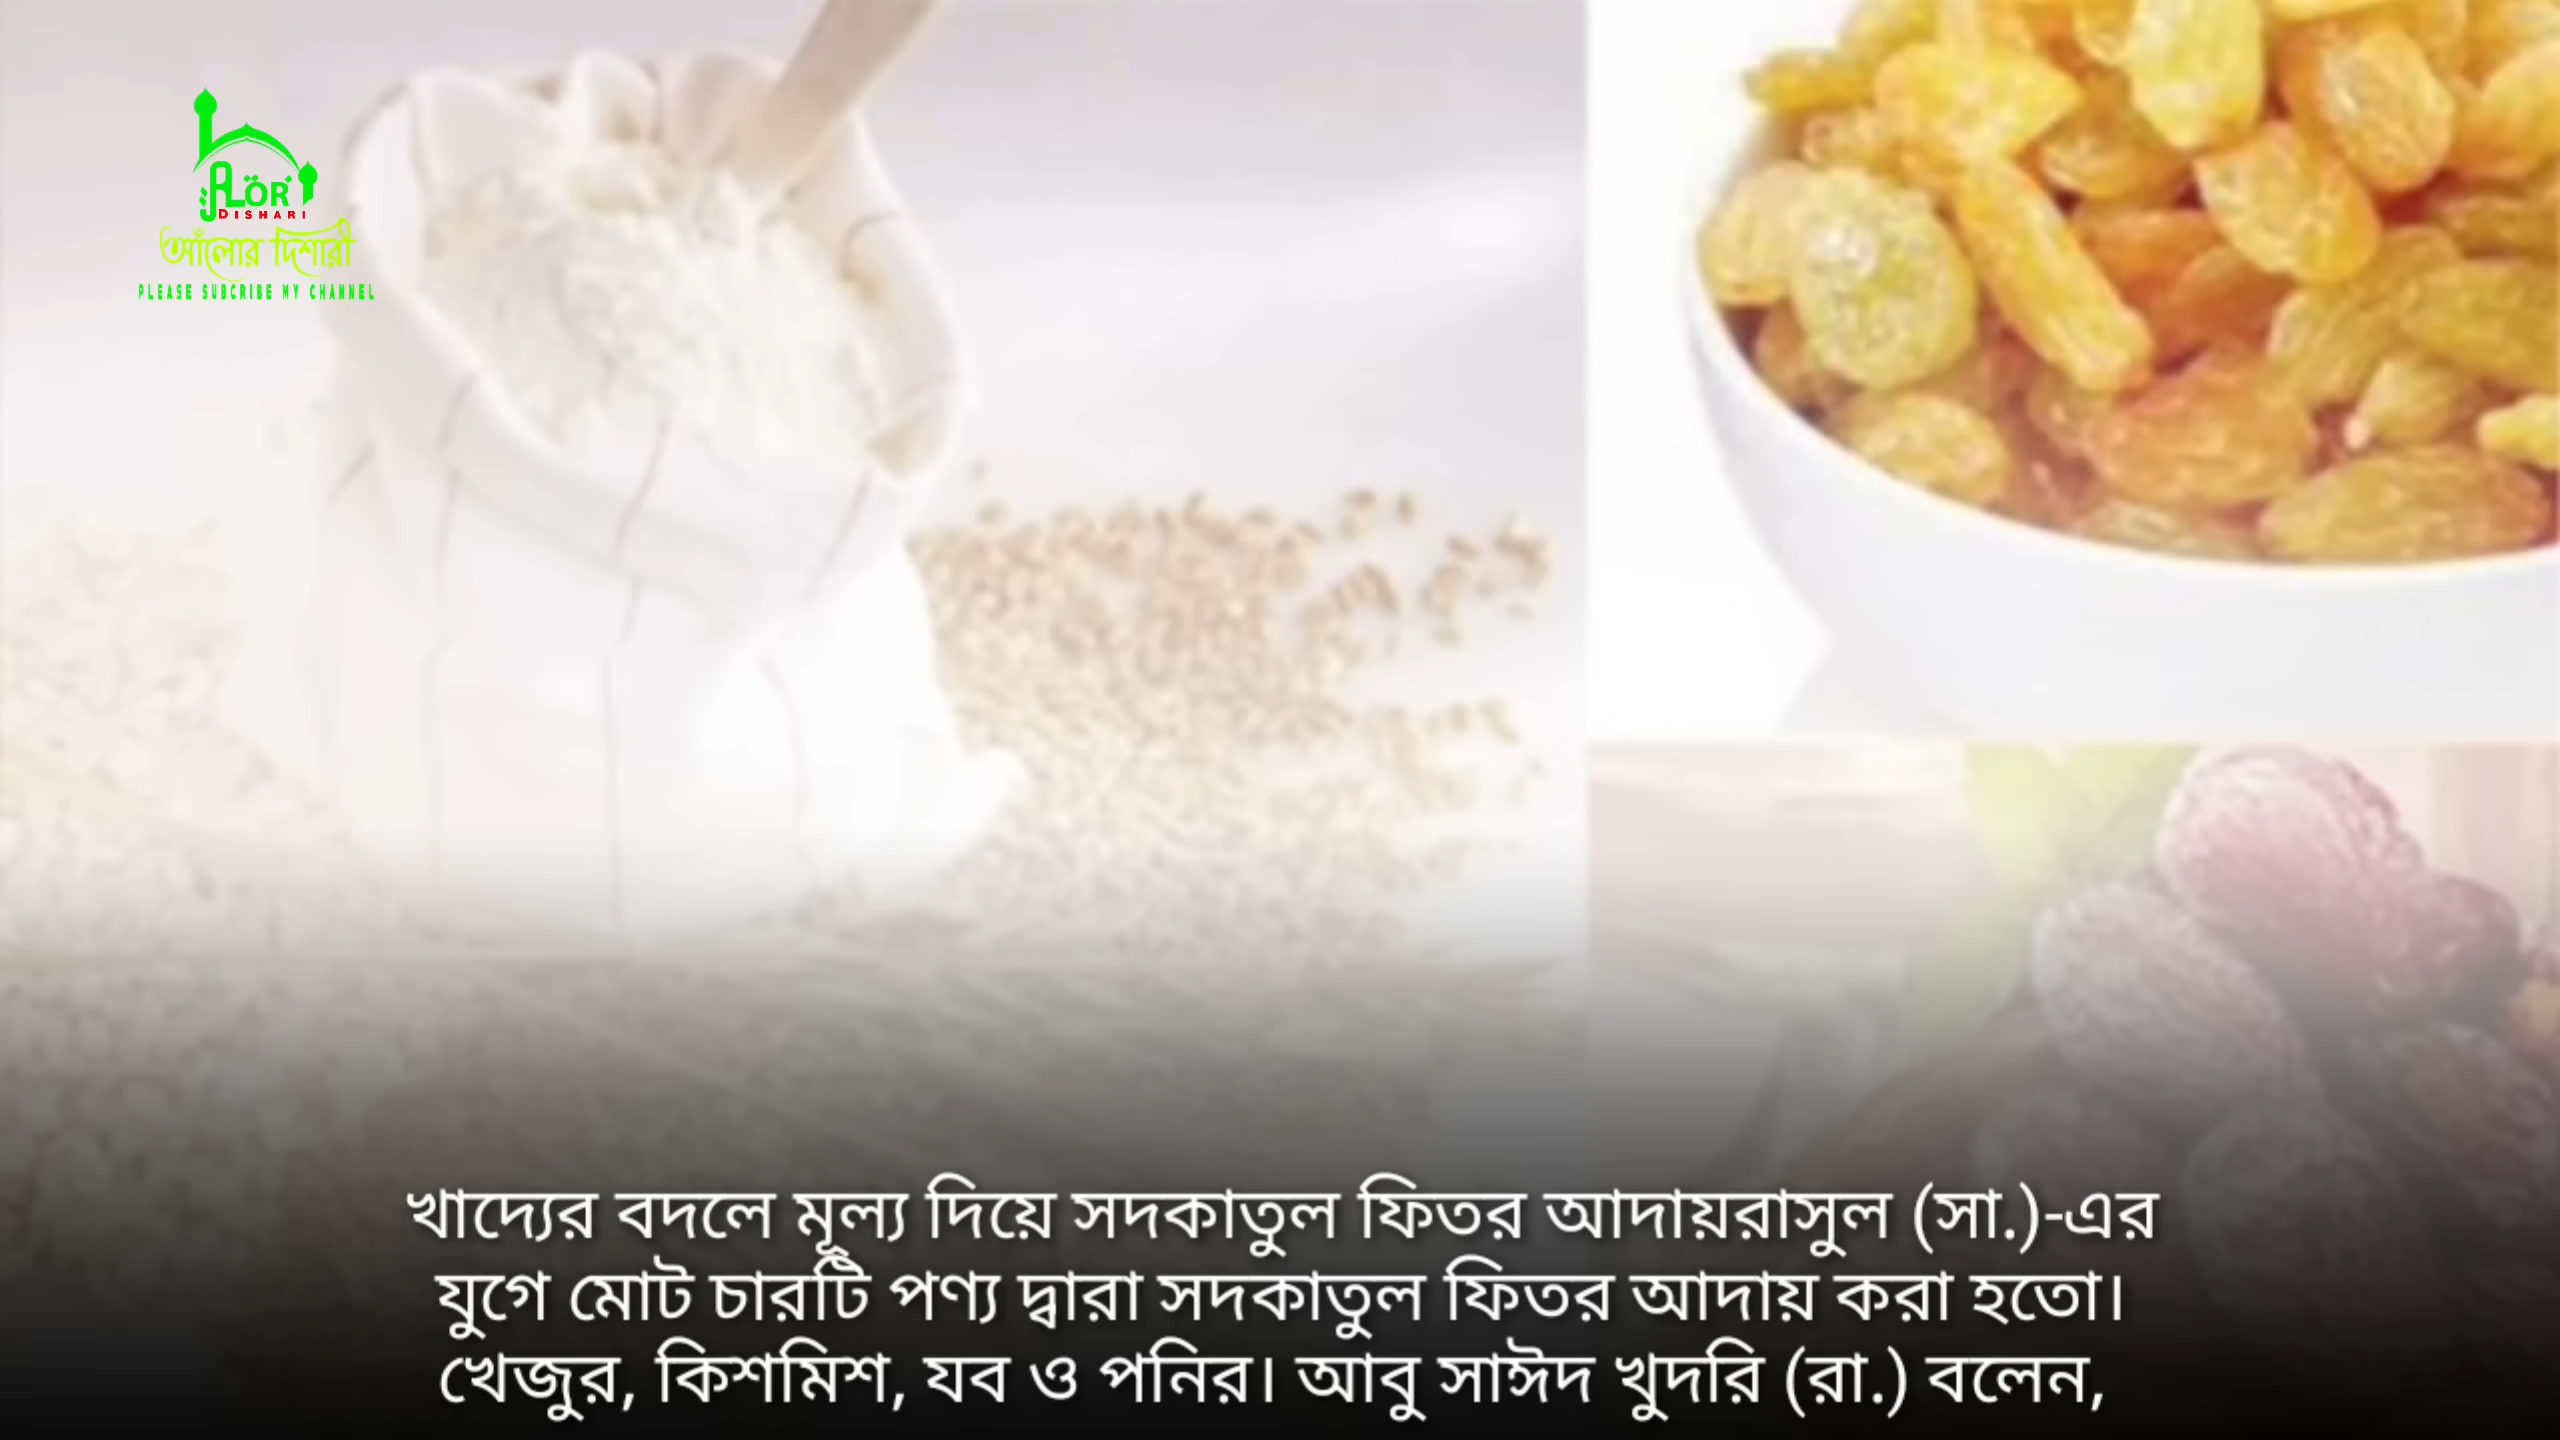 ALOR
DISHARI
আঁলোর দিশারী
PLEASE SUBCRIBE MY CHANNEL
খাদ্যের বদলে মূল্য দিয়ে সদকাতুল ফিতর আদায়রাসুল (সা.)-এর
যুগে মোট চারটি পণ্য দ্বারা সদকাতুল ফিতর আদায় করা হতো।
খেজুর, কিশমিশ, যব ও পনির। আবু সাঈদ খুদরি (রা.) বলেন,